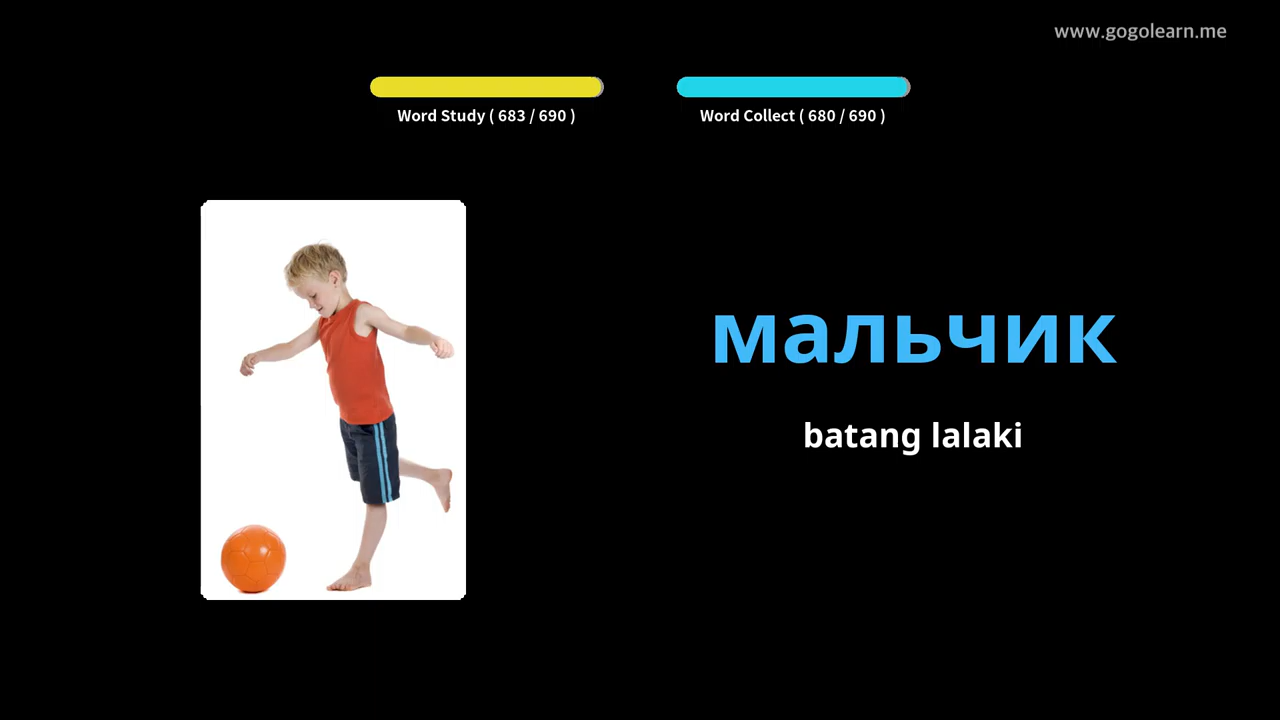 www.gogolearn.me
Word Study ( 683 / 690 )
Word Collect ( 680 / 690 )
мальчик
batang lalaki